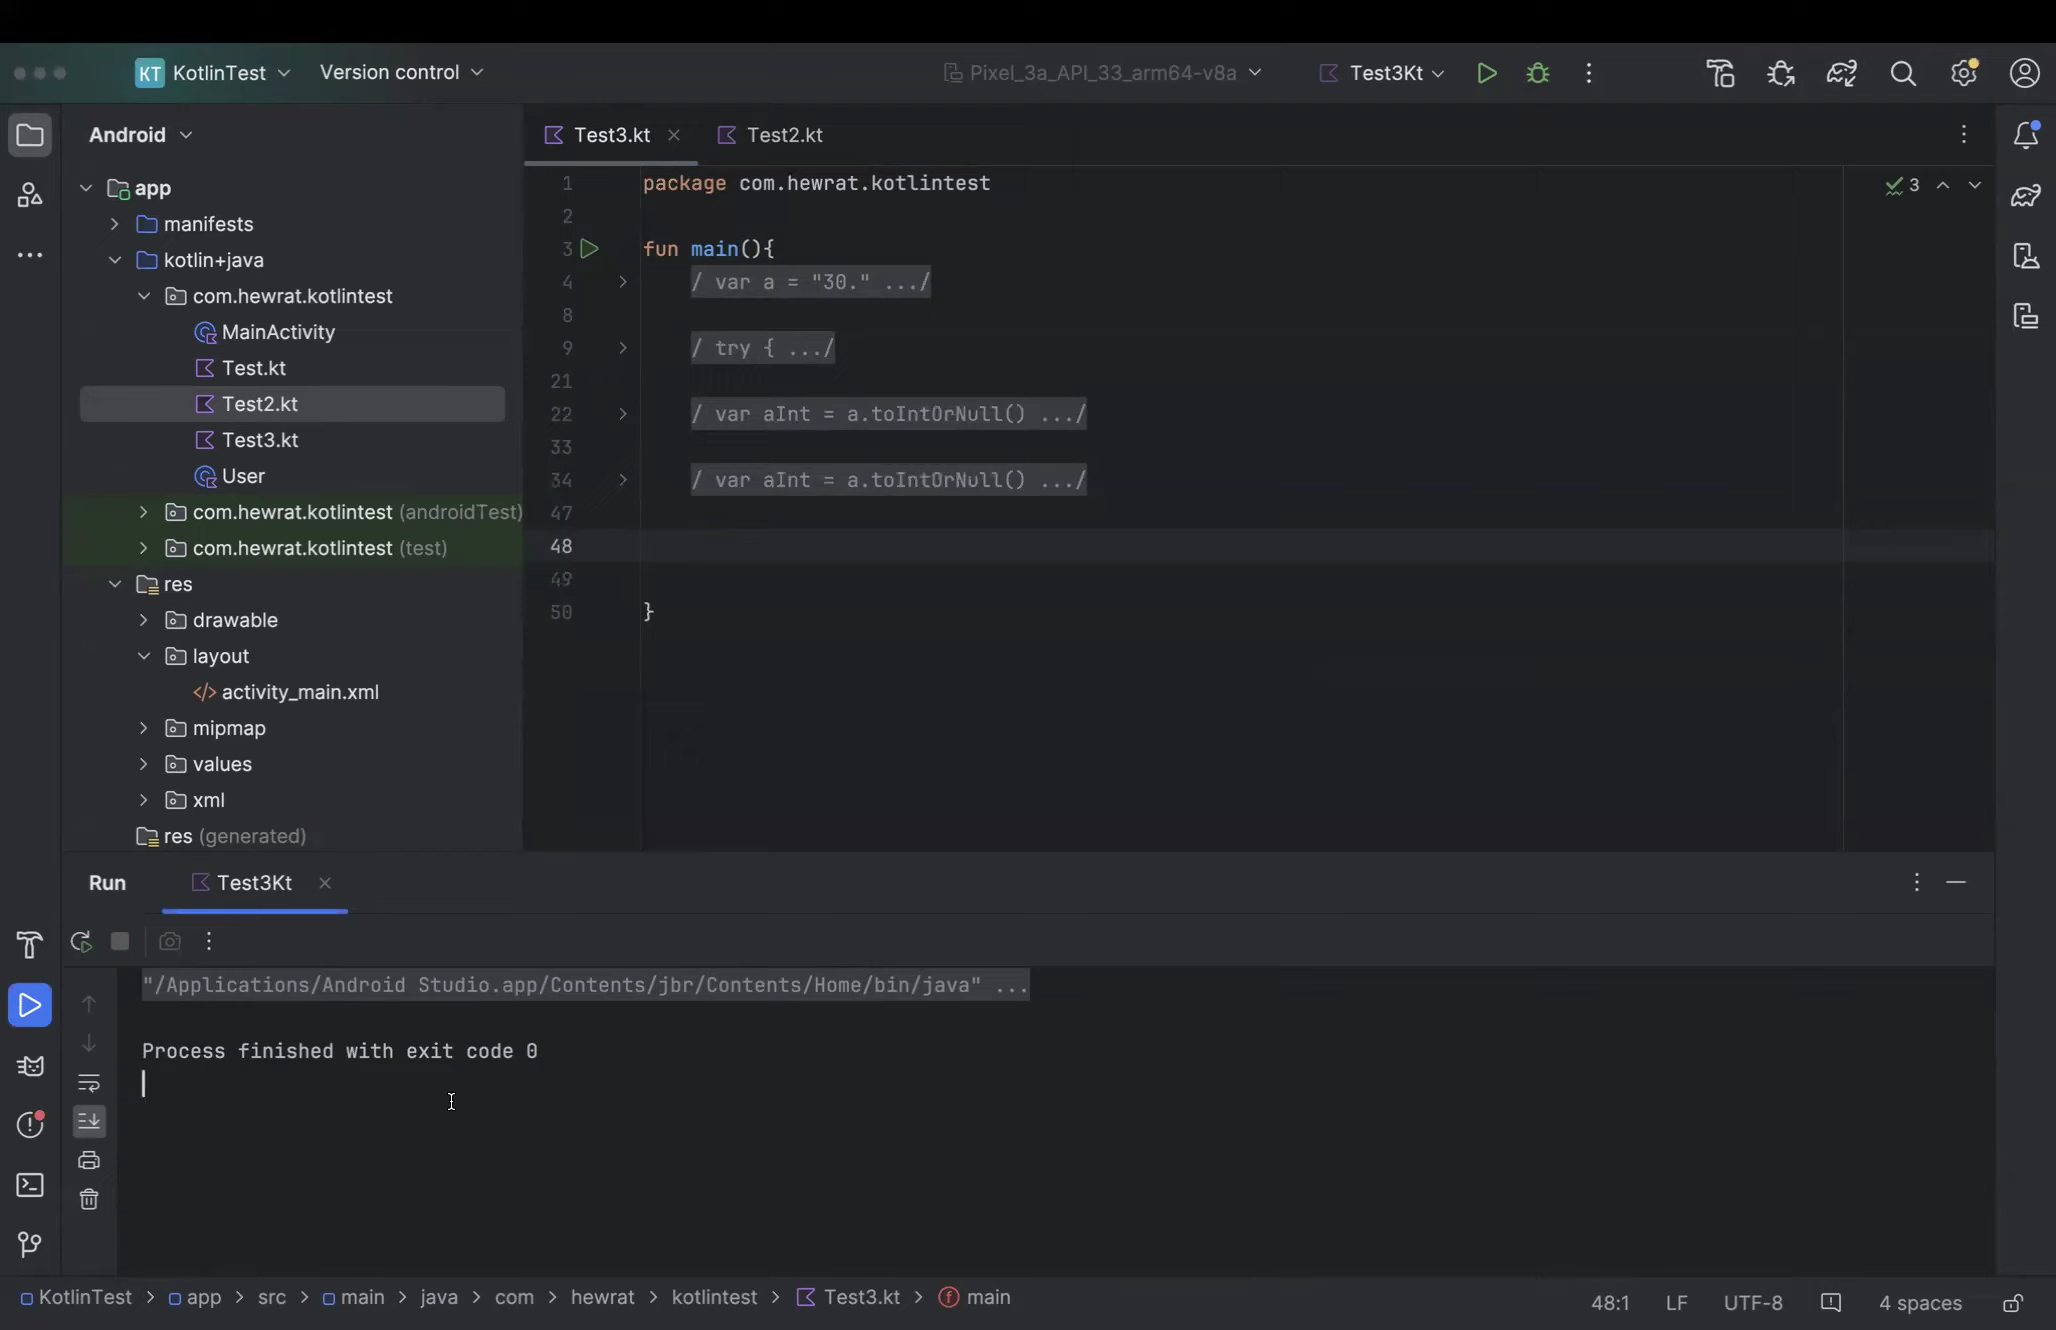 KT KotlinTest Version control Pixel_3a_API_33_arm64-v8a Test3Kt
Android
app
manifests
kotlin+java
com.hewrat.kotlintest
MainActivity
Test.kt
Test2.kt
Test3.kt
User
com.hewrat.kotlintest (androidTest)
com.hewrat.kotlintest (test)
res
drawable
layout
</> activity_main.xml
mipmap
values
xml
res (generated)
Test3.kt Test2.kt
3
1 package com.hewrat.kotlintest
2
3 fun main(){
4 / var a = "30." .../
8
9 / try { .../
21
22 / var aInt = a.toIntOrNull() .../
33
34 / var aInt = a.toIntOrNull() .../
47
48
49
50 }
Run Test3Kt
"/Applications/Android Studio.app/Contents/jbr/Contents/Home/bin/java" ...
Process finished with exit code 0
KotlinTest > app > src > main > java > com > hewrat > kotlintest > Test3.kt > f main
48:1 LF UTF-8 4 spaces